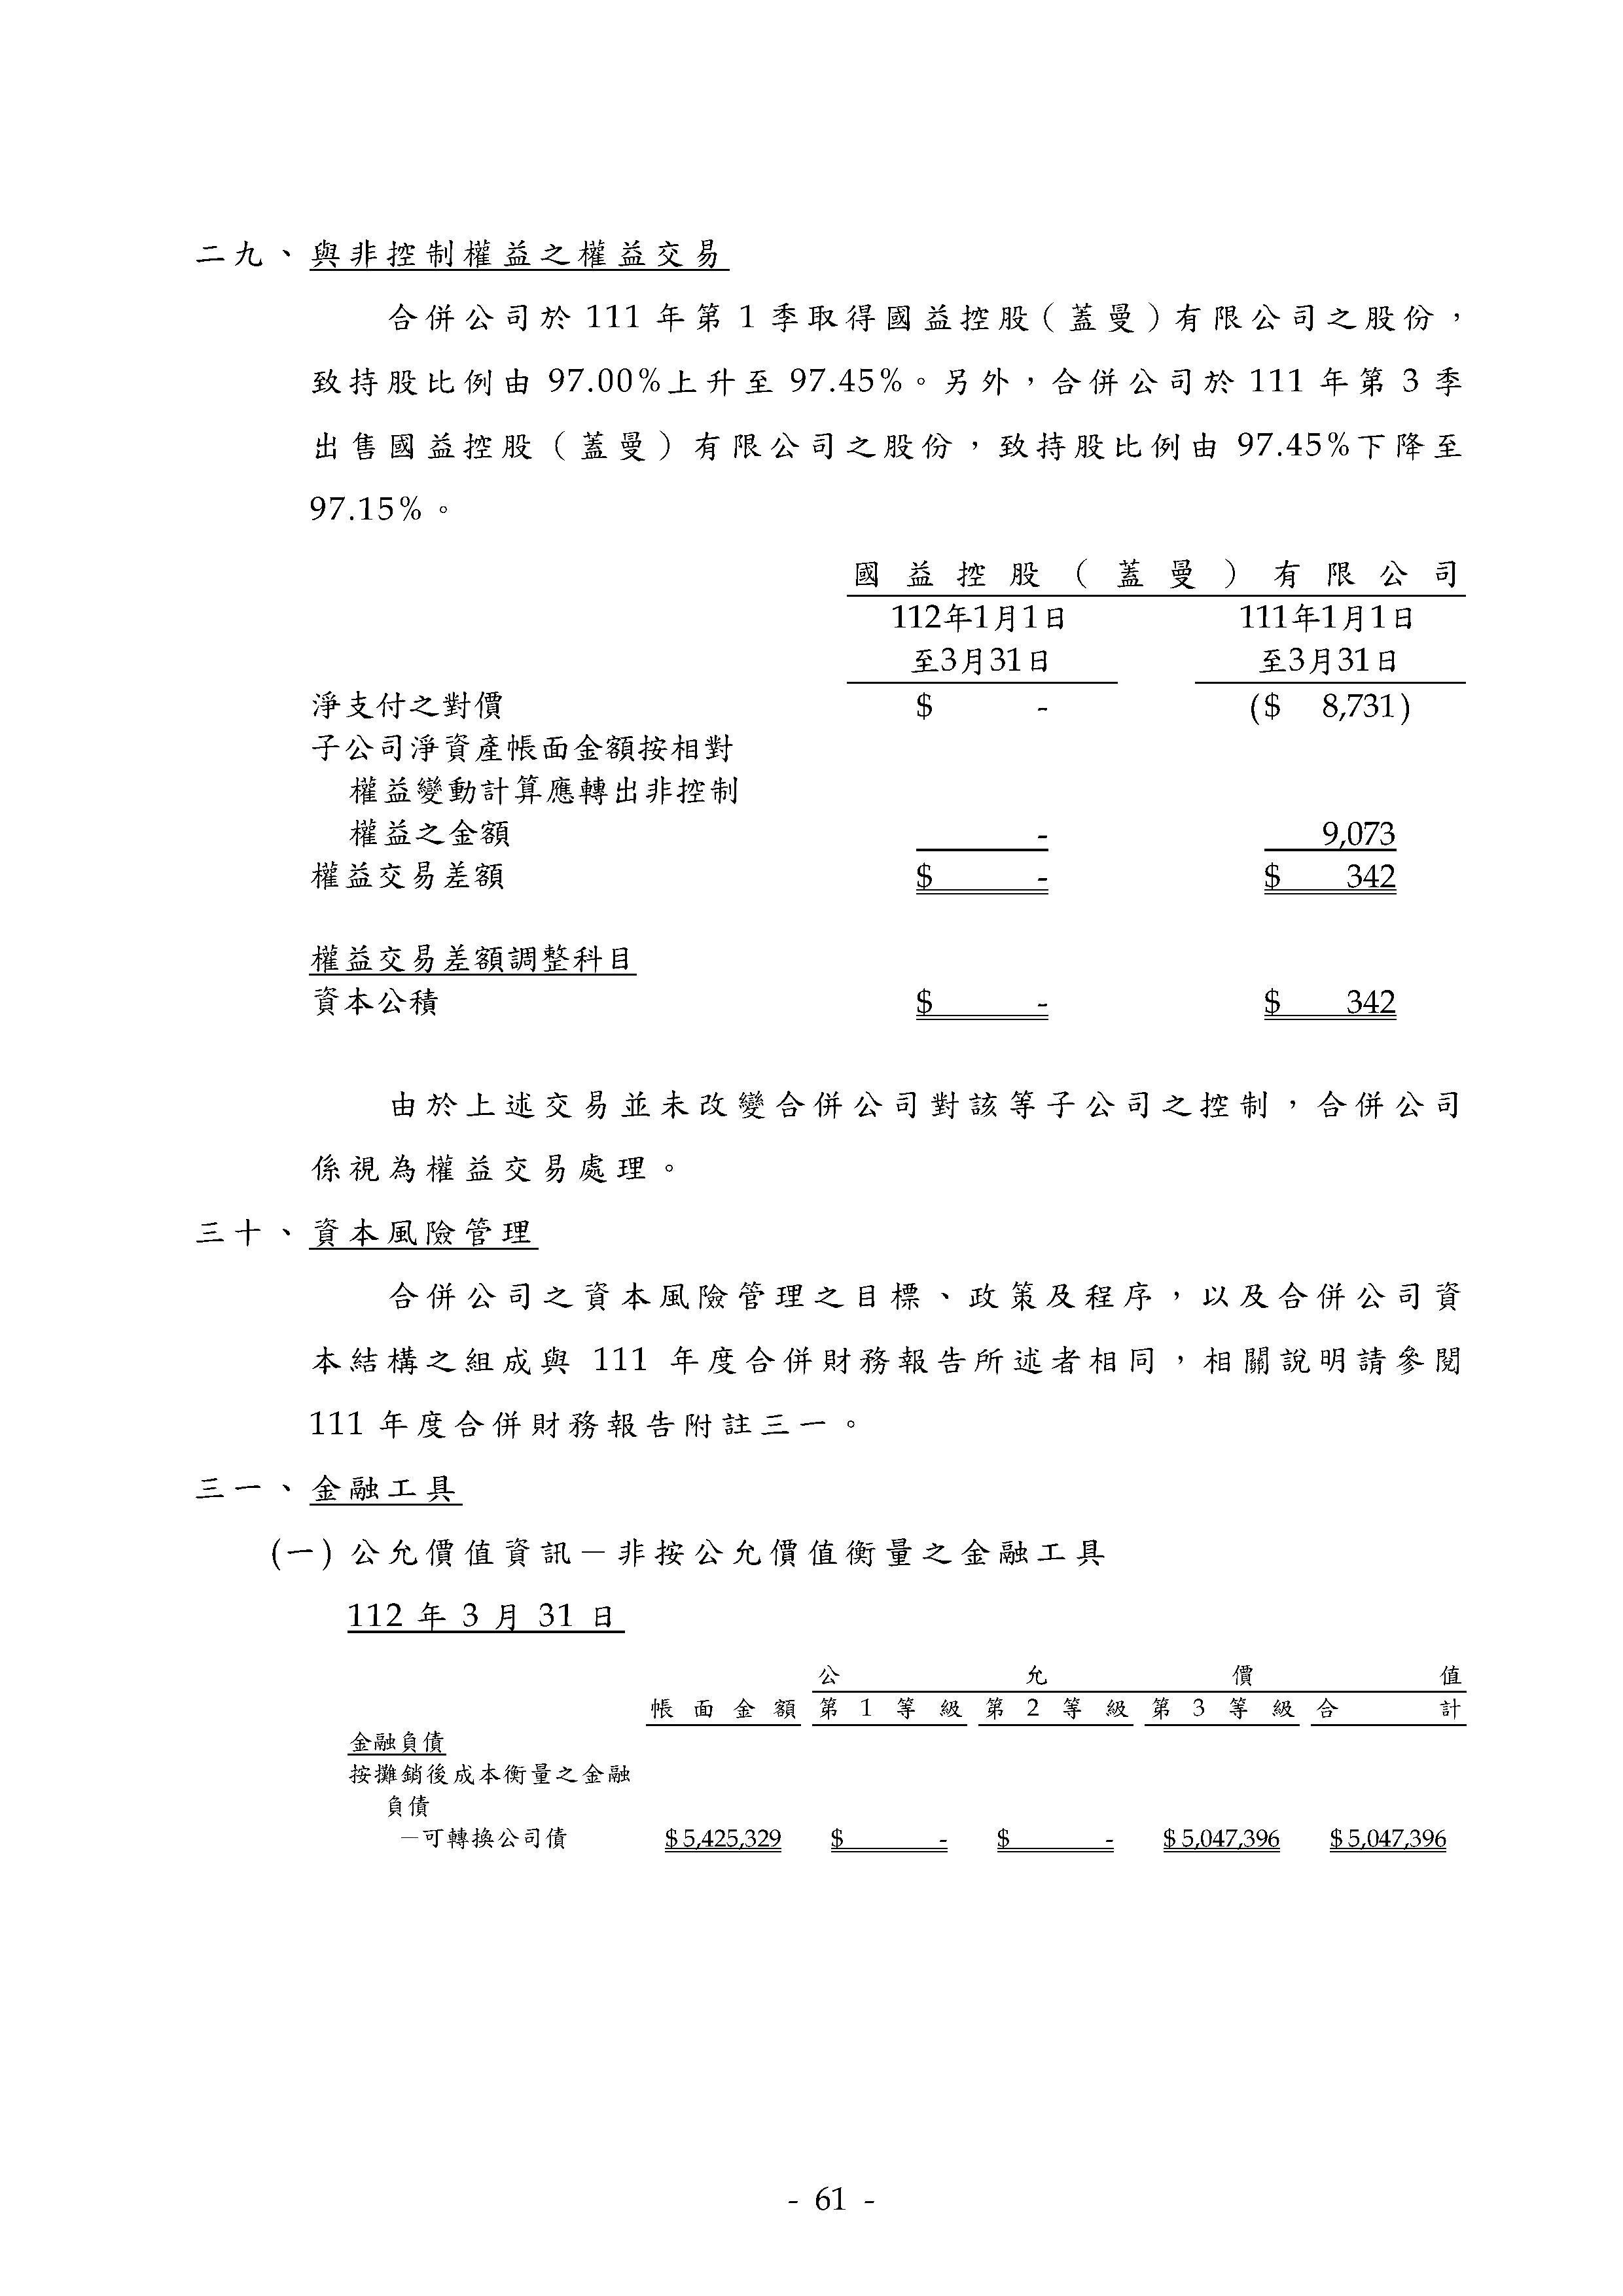 二九、與非控制權益之權益交易
合併公司於 111 年第 1 季取得國益控股（蓋曼）有限公司之股份，
致持股比例由 97.00%上升至 97.45%。另外，合併公司於 111 年第 3 季
出售國益控股（蓋曼）有限公司之股份，致持股比例由 97.45%下降至
97.15%。
國益控股（蓋曼）有限公司
112年1月1日 111年1月1日
至3月31日 至3月31日
淨支付之對價 $ - ($ 8,731)
子公司淨資產帳面金額按相對
權益變動計算應轉出非控制
權益之金額 - 9,073
權益交易差額 $ - $ 342
權益交易差額調整科目
資本公積 $ - $ 342
由於上述交易並未改變合併公司對該等子公司之控制，合併公司
係視為權益交易處理。
三十、資本風險管理
合併公司之資本風險管理之目標、政策及程序，以及合併公司資
本結構之組成與 111 年度合併財務報告所述者相同，相關說明請參閱
111 年度合併財務報告附註三一。
三一、金融工具
(一) 公允價值資訊－非按公允價值衡量之金融工具
112 年 3 月 31 日
公允價值
帳面金額 第 1 等級 第 2 等級 第 3 等級 合計
金融負債
按攤銷後成本衡量之金融
負債
－可轉換公司債 $ 5,425,329 $ - $ - $ 5,047,396 $ 5,047,396
- 61 -